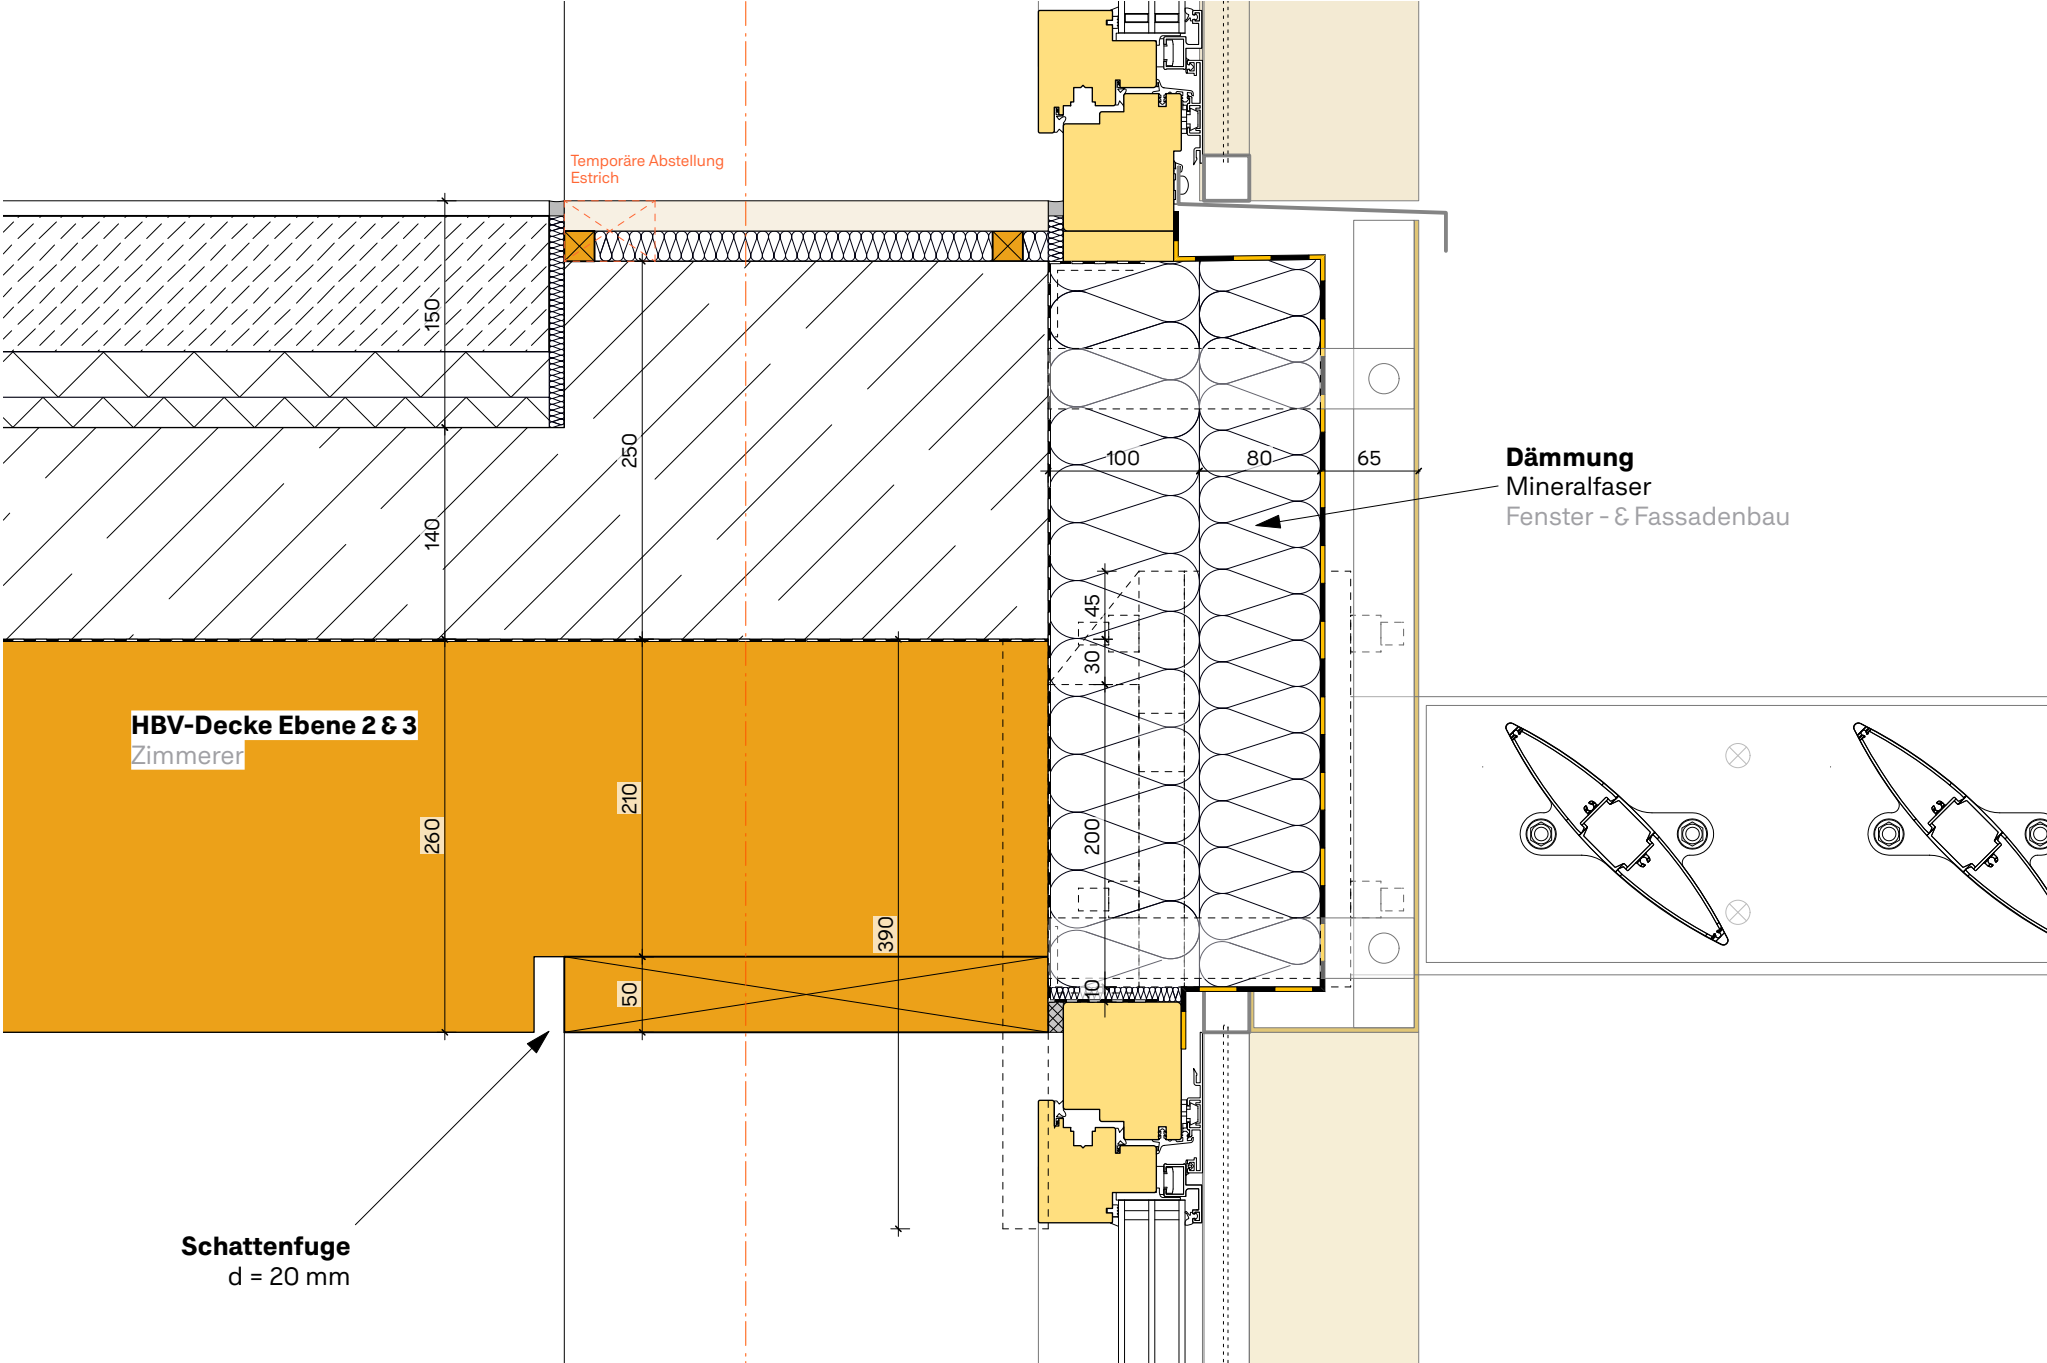 Temporäre Abstellung
Estrich
150
250
140
100
80
65
Dämmung
Mineralfaser
Fenster - & Fassadenbau
45
30
HBV-Decke Ebene 2 & 3
Zimmerer
210
260
200
390
50
10
Schattenfuge
d = 20 mm